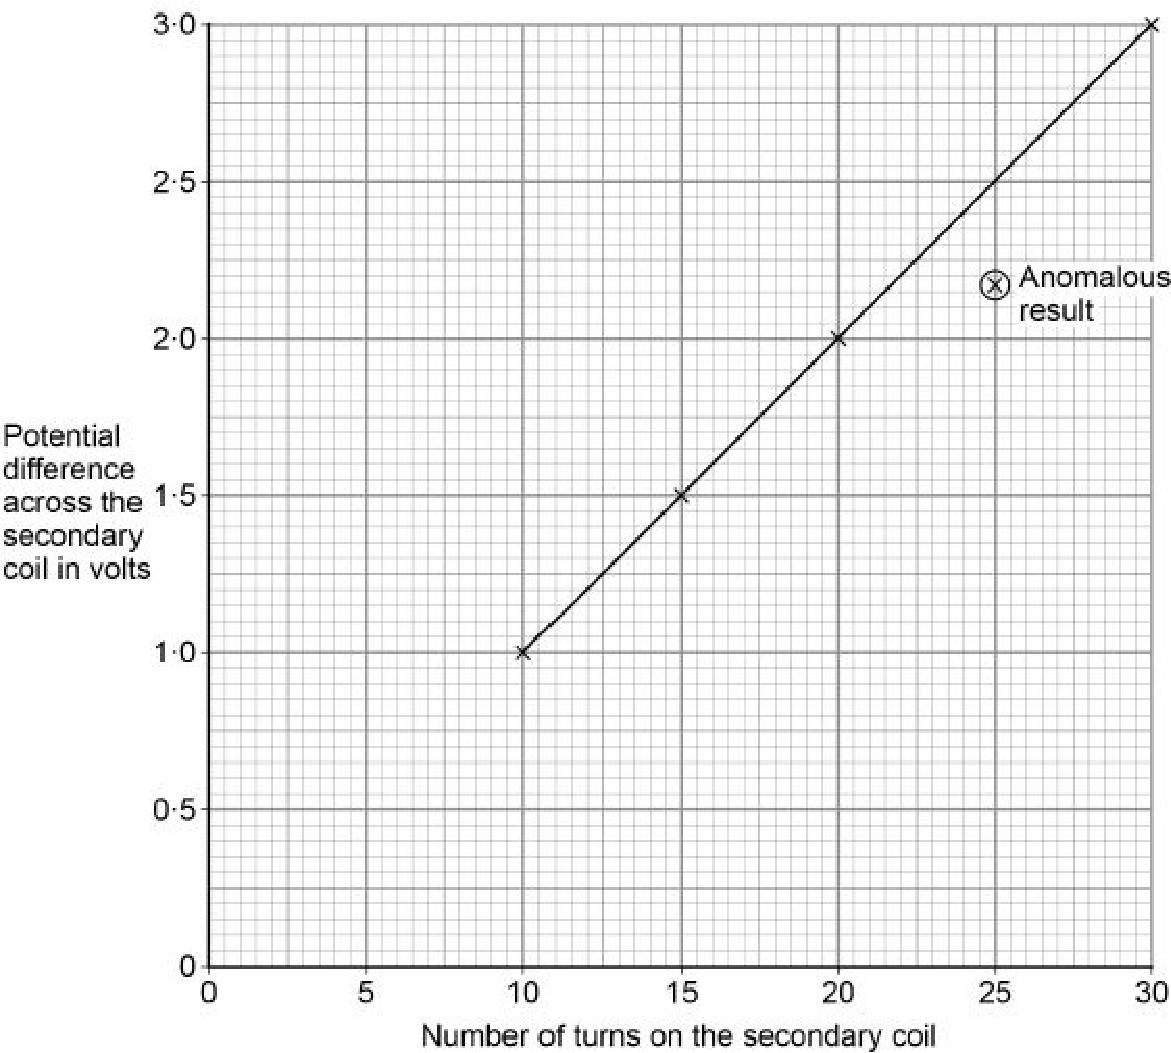 3·0
2·5
2·0
1·5
1·0
0·5
0
Potential
difference
across the
secondary
coil in volts
Anomalous
result
0 5 10 15 20 25 30
Number of turns on the secondary coil